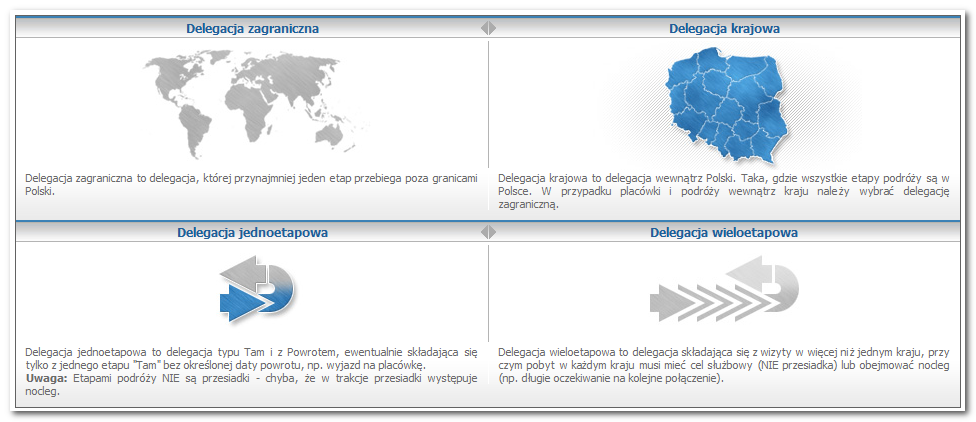 Delegacja zagraniczna
Delegacja krajowa
Delegacja zagraniczna to delegacja, której przynajmniej jeden etap przebiega poza granicami
Polski.
Delegacja krajowa to delegacja wewnątrz Polski. Taka, gdzie wszystkie etapy podróży są w
Polsce. W przypadku placówki i podróży wewnątrz kraju należy wybrać delegację
zagraniczną.
Delegacja jednoetapowa
Delegacja wieloetapowa
Delegacja jednoetapowa to delegacja typu Tam i z Powrotem, ewentualnie składająca się
tylko z jednego etapu "Tam" bez określonej daty powrotu, np. wyjazd na placówkę.
Uwaga: Etapami podróży NIE są przesiadki - chyba, że w trakcje przesiadki występuje
nocleg.
Delegacja wieloetapowa to delegacja składająca się z wizyty w więcej niż jednym kraju, przy
czym pobyt w każdym kraju musi mieć cel służbowy (NIE przesiadka) lub obejmować nocleg
(np. długie oczekiwanie na kolejne połączenie).